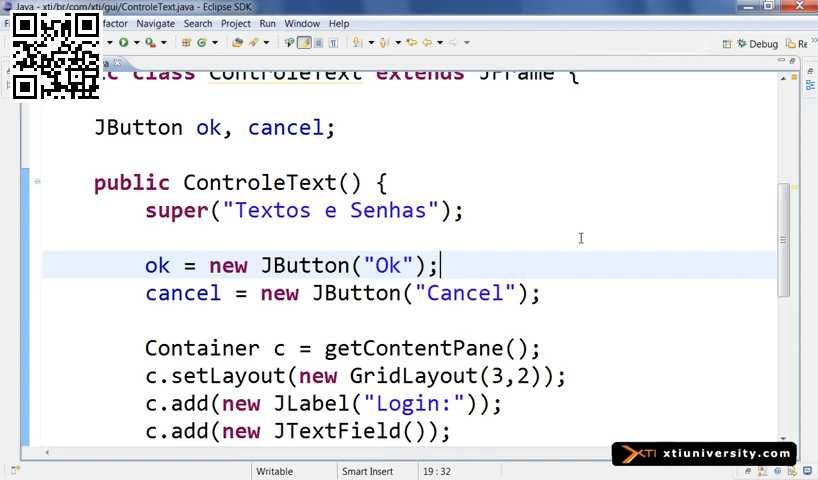 Java - xti/br/com/xti/gui/ControleText.java - Eclipse SDK
Navigate Search Project Run Window Help
Debug
Re
class ControleText extends JFrame {
JButton ok, cancel;
public ControleText() {
super("Textos e Senhas");
ok = new JButton("Ok");
cancel = new JButton("Cancel");
Container c = getContentPane();
c.setLayout(new GridLayout(3,2));
c.add(new JLabel("Login:"));
c.add(new JTextField());
XTI xtiuniversity.com
Writable Smart Insert 19 : 32